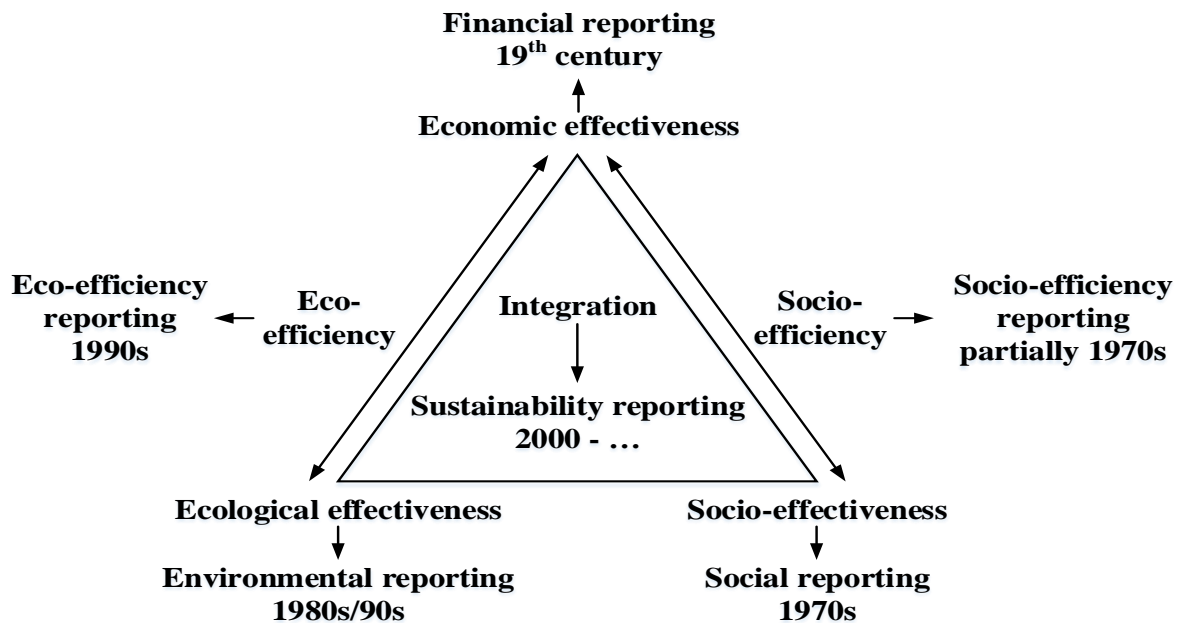 Financial reporting
19th century
Economic effectiveness
Eco-efficiency
reporting
1990s
Eco-
efficiency
Integration
Socio-
efficiency
Socio-efficiency
reporting
partially 1970s
Sustainability reporting
2000 - …
Ecological effectiveness
Socio-effectiveness
Environmental reporting
1980s/90s
Social reporting
1970s